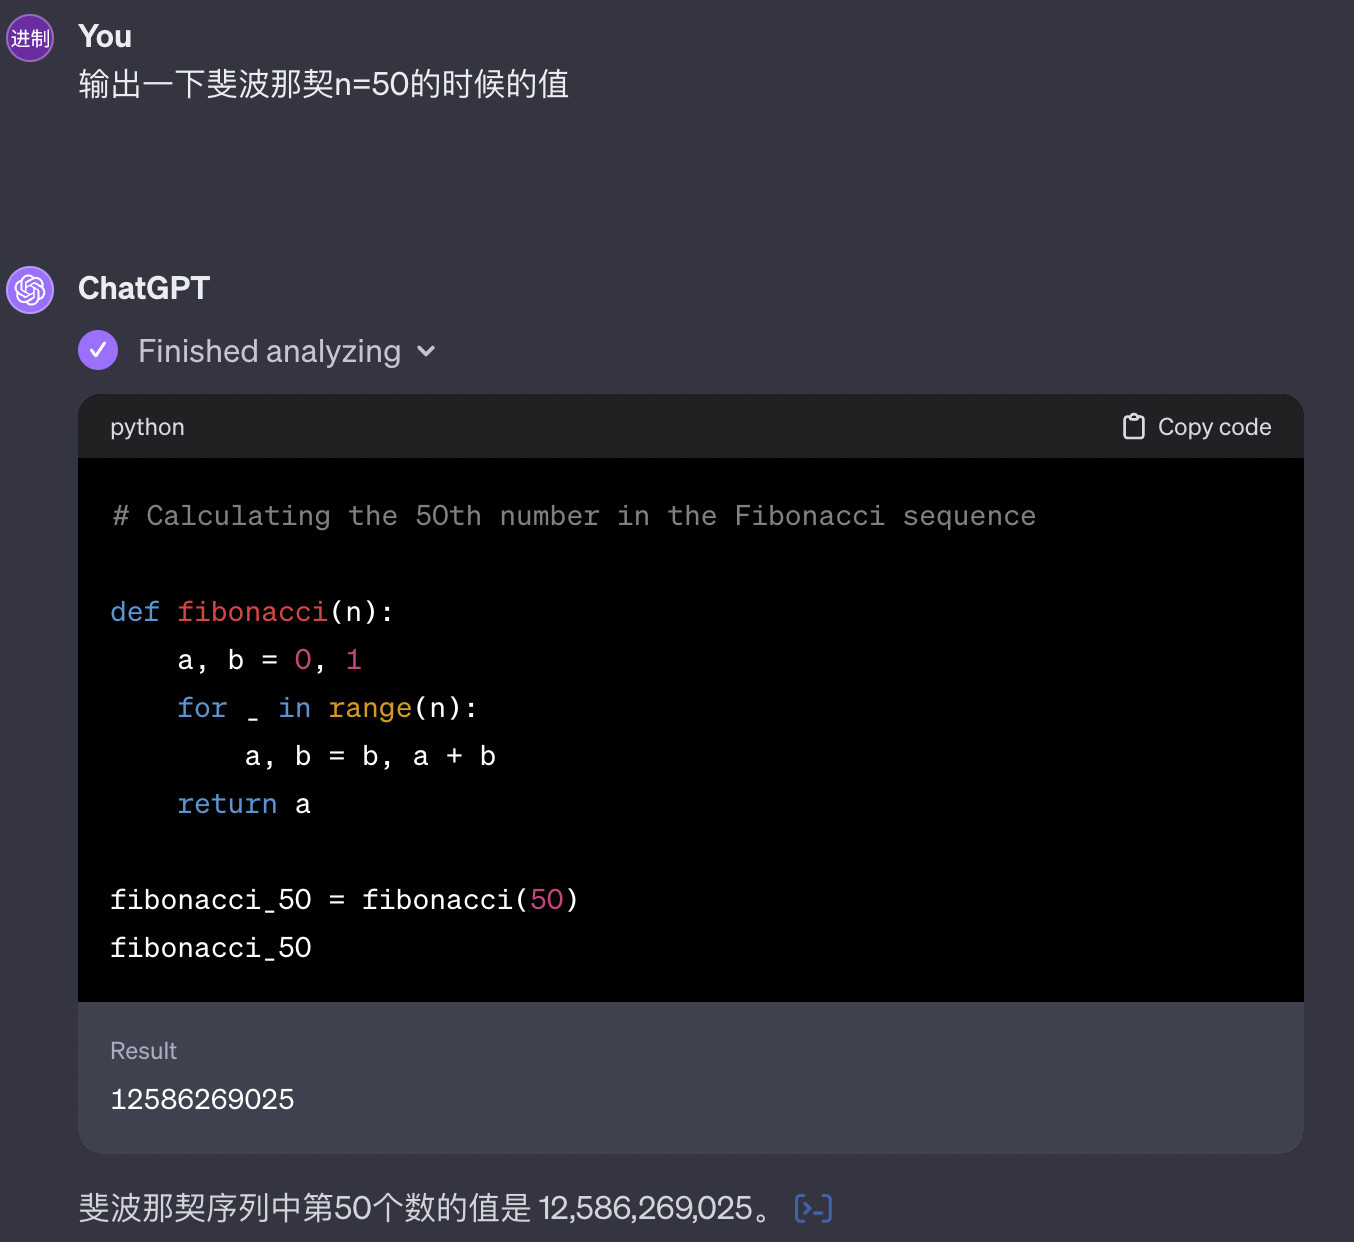 进制
You
输出一下斐波那契n=50的时候的值
ChatGPT
Finished analyzing
python
Copy code
# Calculating the 50th number in the Fibonacci sequence
def fibonacci(n):
    a, b = 0, 1
    for _ in range(n):
        a, b = b, a + b
    return a
fibonacci_50 = fibonacci(50)
fibonacci_50
Result
12586269025
斐波那契序列中第50个数的值是 12,586,269,025。 [>_]